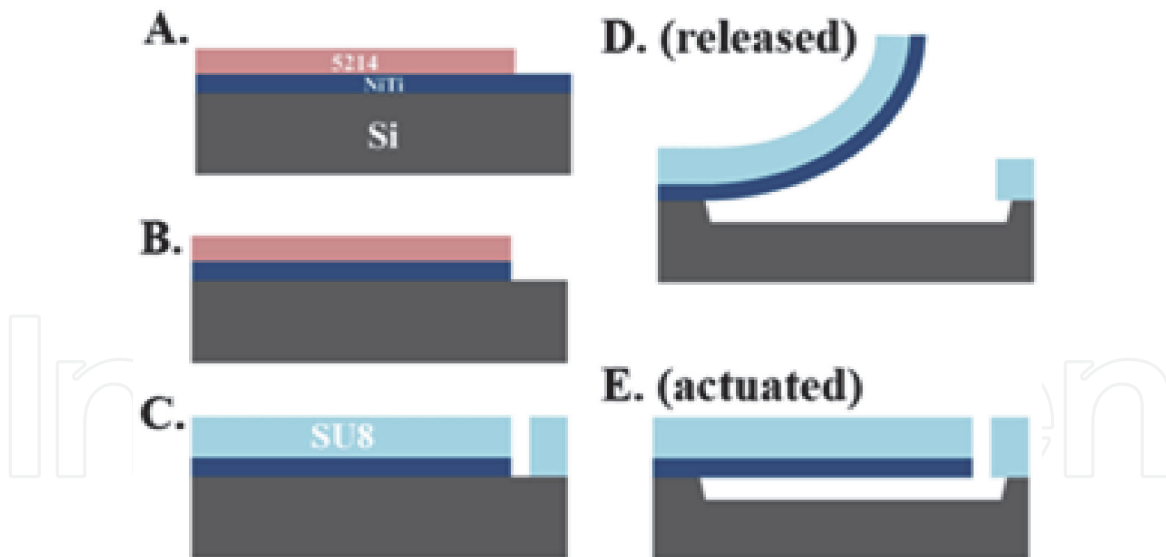 A.
5214
NiTi
Si
B.
C.
SU8
D. (released)
E. (actuated)